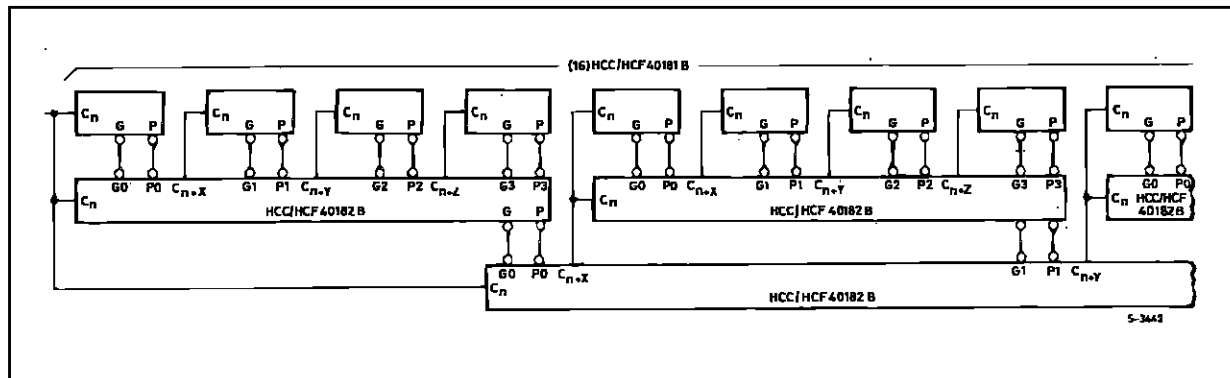 (16) HCC/HCF 40181 B
Cn G P Cn G P Cn G P Cn G P Cn G P Cn G P Cn G P Cn G P Cn G P
G0 P0 Cn+X G1 P1 Cn+Y G2 P2 Cn+Z G3 P3 G0 P0 Cn+X G1 P1 Cn+Y G2 P2 Cn+Z G3 P3 G0 P0
Cn HCC/HCF 40182 B G P Cn HCC/HCF 40182 B Cn HCC/HCF 40182 B
G0 P0 Cn+X G1 P1 Cn+Y
Cn HCC/HCF 40182 B
S-3442